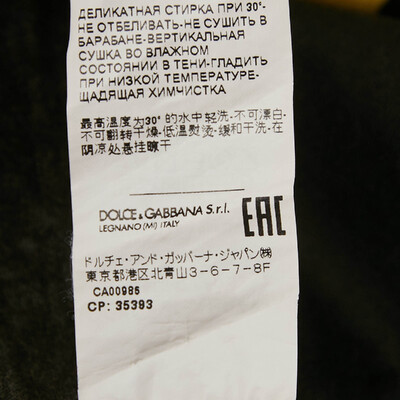 ДЕЛИКАТНАЯ СТИРКА ПРИ 30°-
НЕ ОТБЕЛИВАТЬ-НЕ СУШИТЬ В
БАРАБАНЕ-ВЕРТИКАЛЬНАЯ
СУШКА ВО ВЛАЖНОМ
СОСТОЯНИИ В ТЕНИ-ГЛАДИТЬ
ПРИ НИЗКОЙ ТЕМПЕРАТУРЕ-
ЩАДЯЩАЯ ХИМЧИСТКА
最高温度为30° 的水中轻洗-不可漂白-
不可翻转干燥-低温熨烫-缓和干洗-在
阴凉处悬挂晾干
DOLCE & GABBANA S.r.l.
LEGNANO (MI) ITALY
EAC
ドルチェ・アンド・ガッバーナ・ジャパン㈱
東京都港区北青山3-6-7-8F
CA00985
CP: 35393